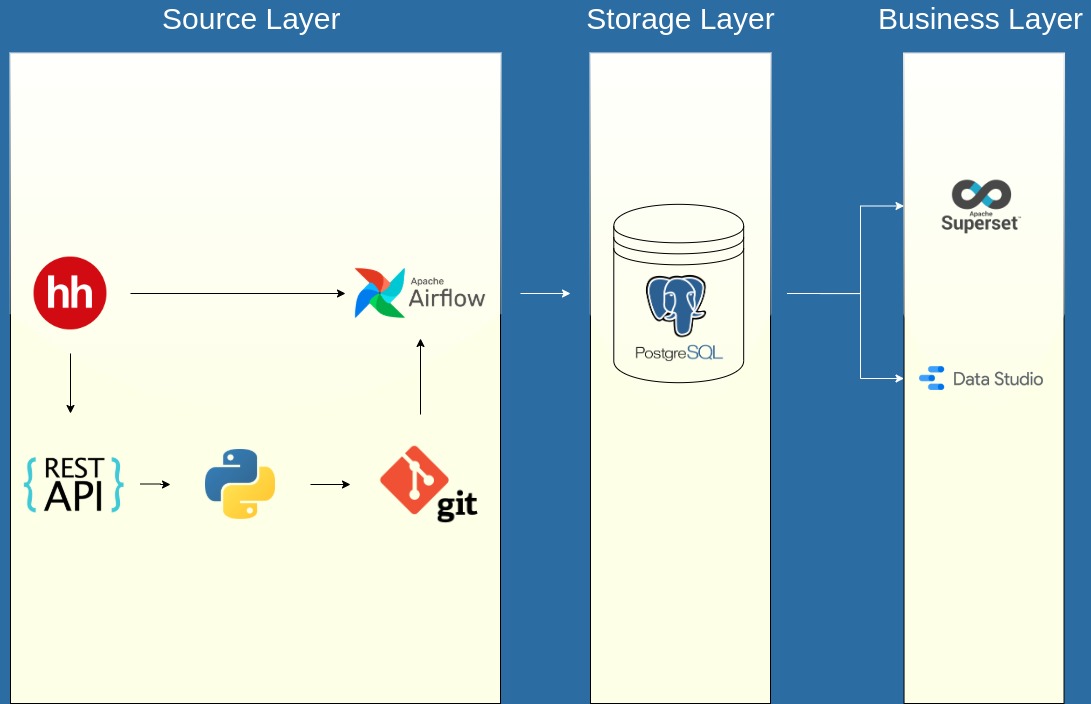 Source Layer
Storage Layer
Business Layer
Apache
Superset
hh
Apache
Airflow
PostgreSQL
Data Studio
{ REST
API }
git